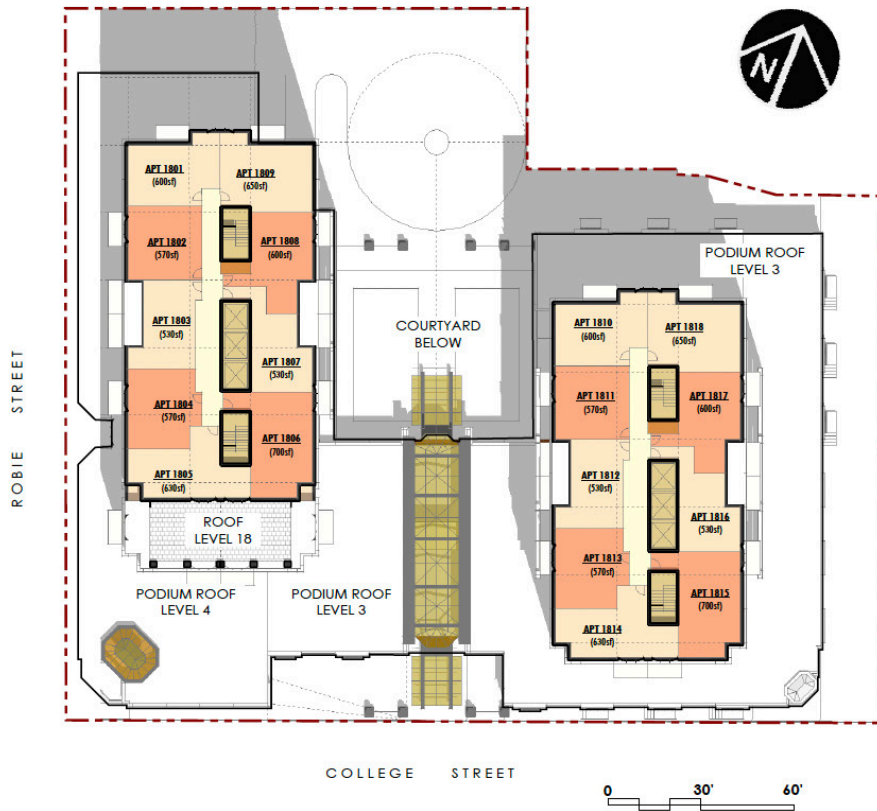 N
APT 1801
(600sf)
APT 1809
(650sf)
APT 1802
(570sf)
APT 1808
(600sf)
APT 1803
(530sf)
APT 1807
(530sf)
APT 1804
(570sf)
APT 1806
(700sf)
APT 1805
(630sf)
ROOF
LEVEL 18
PODIUM ROOF
LEVEL 4
PODIUM ROOF
LEVEL 3
COURTYARD
BELOW
PODIUM ROOF
LEVEL 3
APT 1810
(600sf)
APT 1818
(650sf)
APT 1811
(570sf)
APT 1817
(600sf)
APT 1812
(530sf)
APT 1816
(530sf)
APT 1813
(570sf)
APT 1815
(700sf)
APT 1814
(630sf)
ROBIE STREET
COLLEGE STREET
0 30' 60'